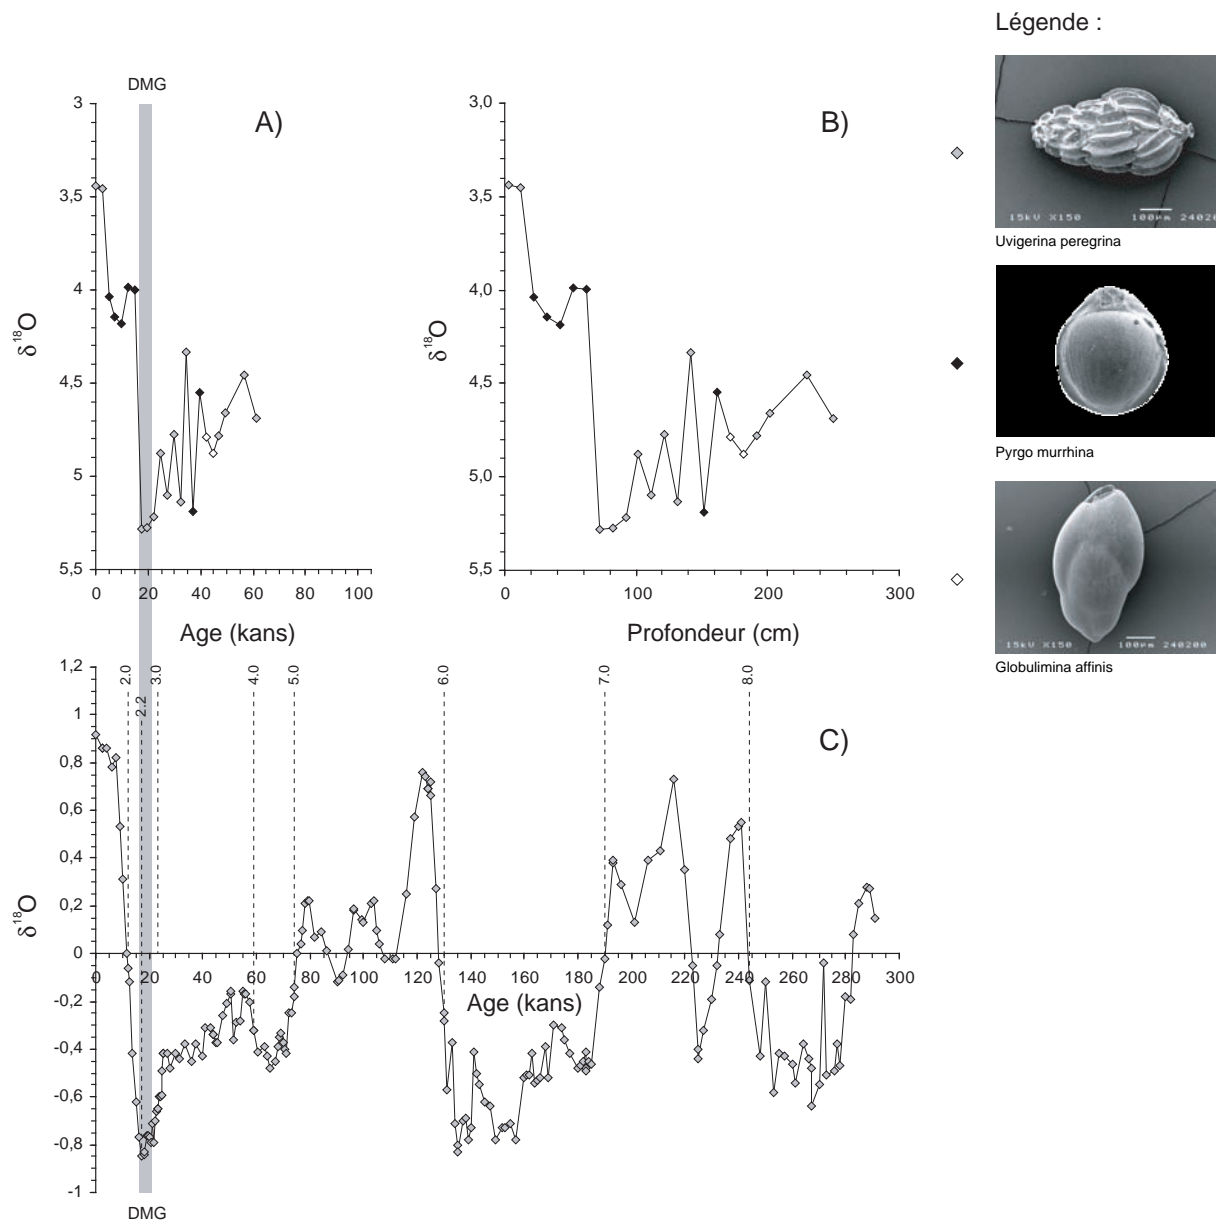 Légende :
DMG
A)
3
3,5
4
4,5
5
5,5
δ18O
0 20 40 60 80 100
Age (kans)
B)
3,0
3,5
4,0
4,5
5,0
5,5
δ18O
0 100 200 300
Profondeur (cm)
15kV X150 100µm 24020
Uvigerina peregrina
Pyrgo murrhina
15kV X150 100µm 240200
Globulimina affinis
C)
2.0 2.2 3.0 4.0 5.0 6.0 7.0 8.0
1,2
1
0,8
0,6
0,4
0,2
0
-0,2
-0,4
-0,6
-0,8
-1
δ18O
0 20 40 60 80 100 120 140 160 180 200 220 240 260 280 300
Age (kans)
DMG